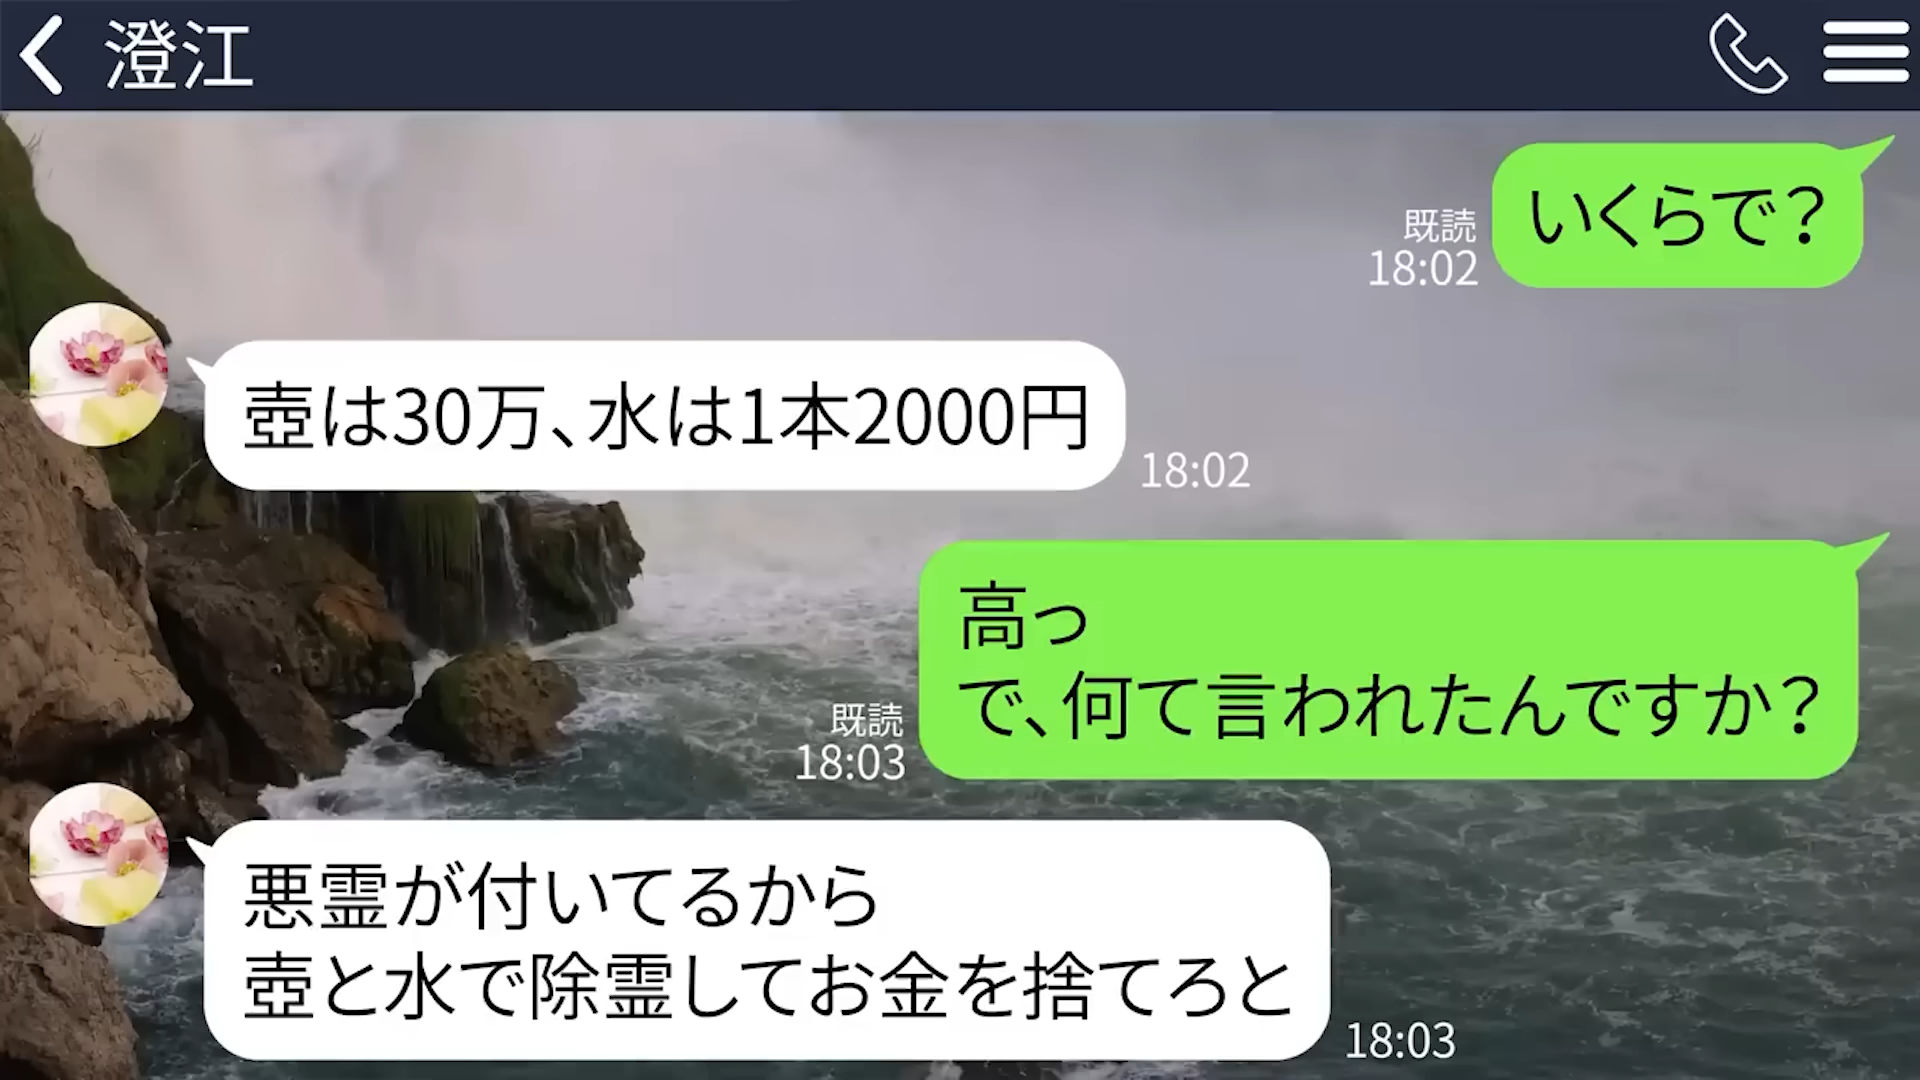 澄江
いくらで？
既読
18:02
壺は30万、水は1本2000円
18:02
高っ
で、何て言われたんですか？
既読
18:03
悪霊が付いてるから
壺と水で除霊してお金を捨てろと
18:03